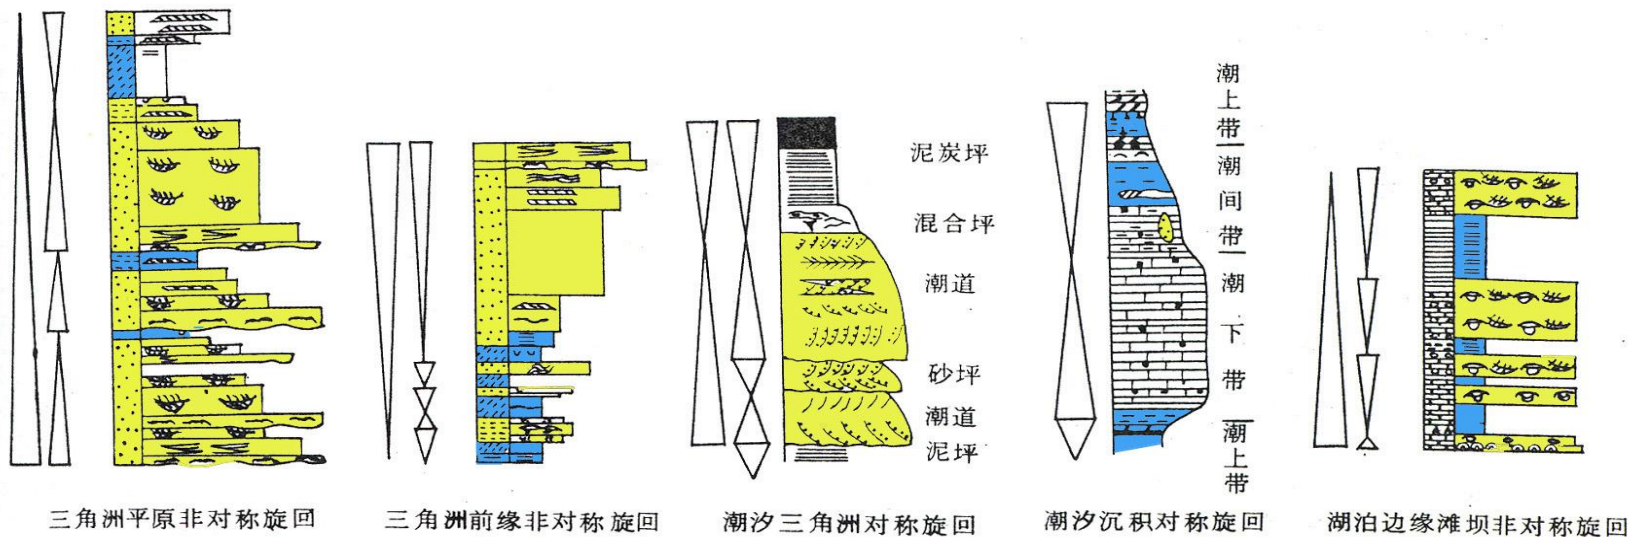 泥炭坪
混合坪
潮道
砂坪
潮道
泥坪
潮上带
潮间带
潮下带
潮上带
三角洲平原非对称旋回
三角洲前缘非对称旋回
潮汐三角洲对称旋回
潮汐沉积对称旋回
湖泊边缘滩坝非对称旋回